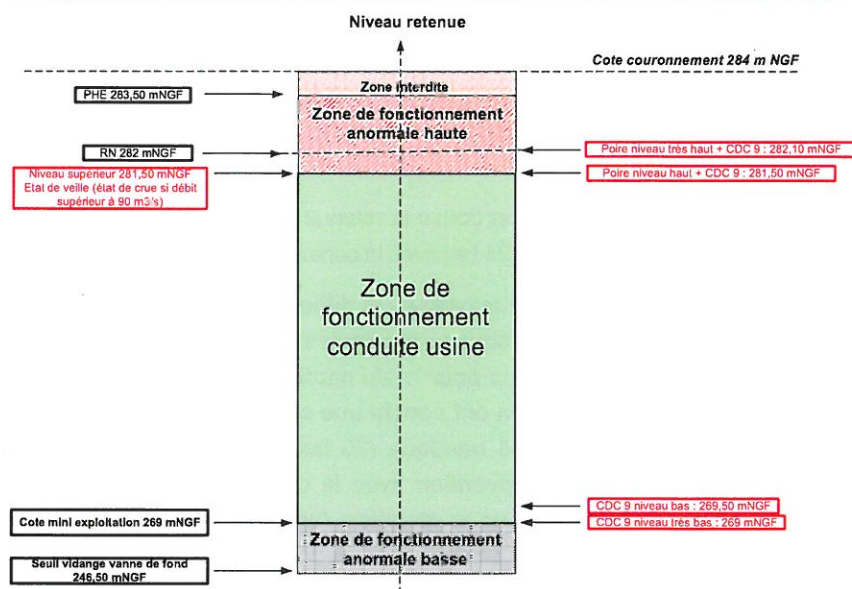 Niveau retenue
Cote couronnement 284 m NGF
Zone interdite
PHE 283,50 mNGF
Zone de fonctionnement
anormale haute
RN 282 mNGF
Poire niveau très haut + CDC 9 : 282,10 mNGF
Niveau supérieur 281,50 mNGF
Etat de veille (état de crue si débit
supérieur à 90 m3/s)
Poire niveau haut + CDC 9 : 281,50 mNGF
Zone de
fonctionnement
conduite usine
CDC 9 niveau bas : 269,50 mNGF
Cote mini exploitation 269 mNGF
CDC 9 niveau très bas : 269 mNGF
Zone de fonctionnement
anormale basse
Seuil vidange vanne de fond
246,50 mNGF